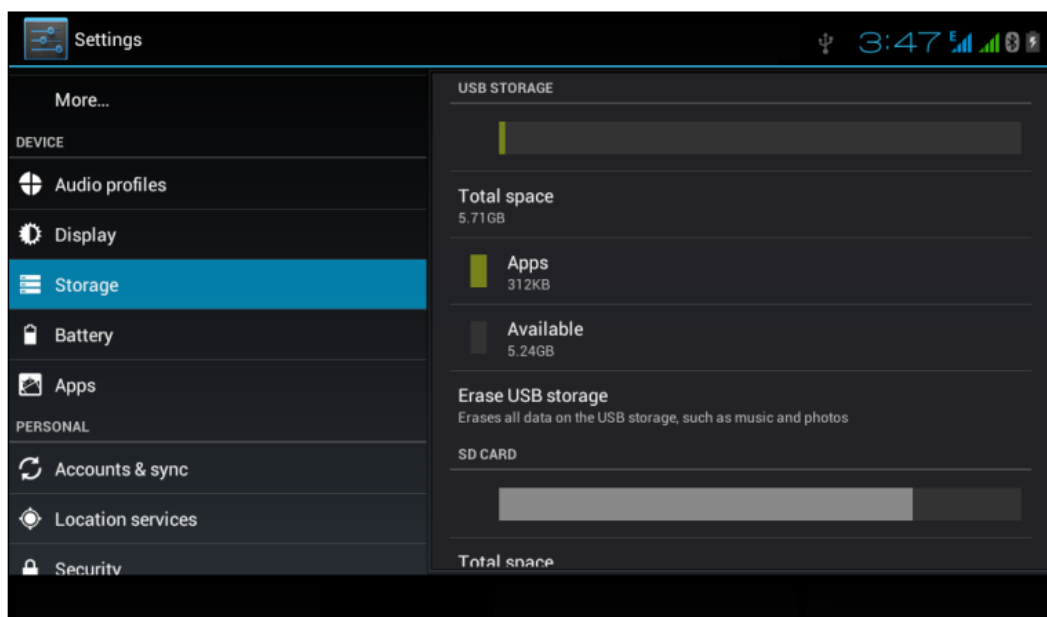 Settings
3:47
E
More...
DEVICE
Audio profiles
Display
Storage
Battery
Apps
PERSONAL
Accounts & sync
Location services
Security
USB STORAGE
Total space
5.71GB
Apps
312KB
Available
5.24GB
Erase USB storage
Erases all data on the USB storage, such as music and photos
SD CARD
Total space